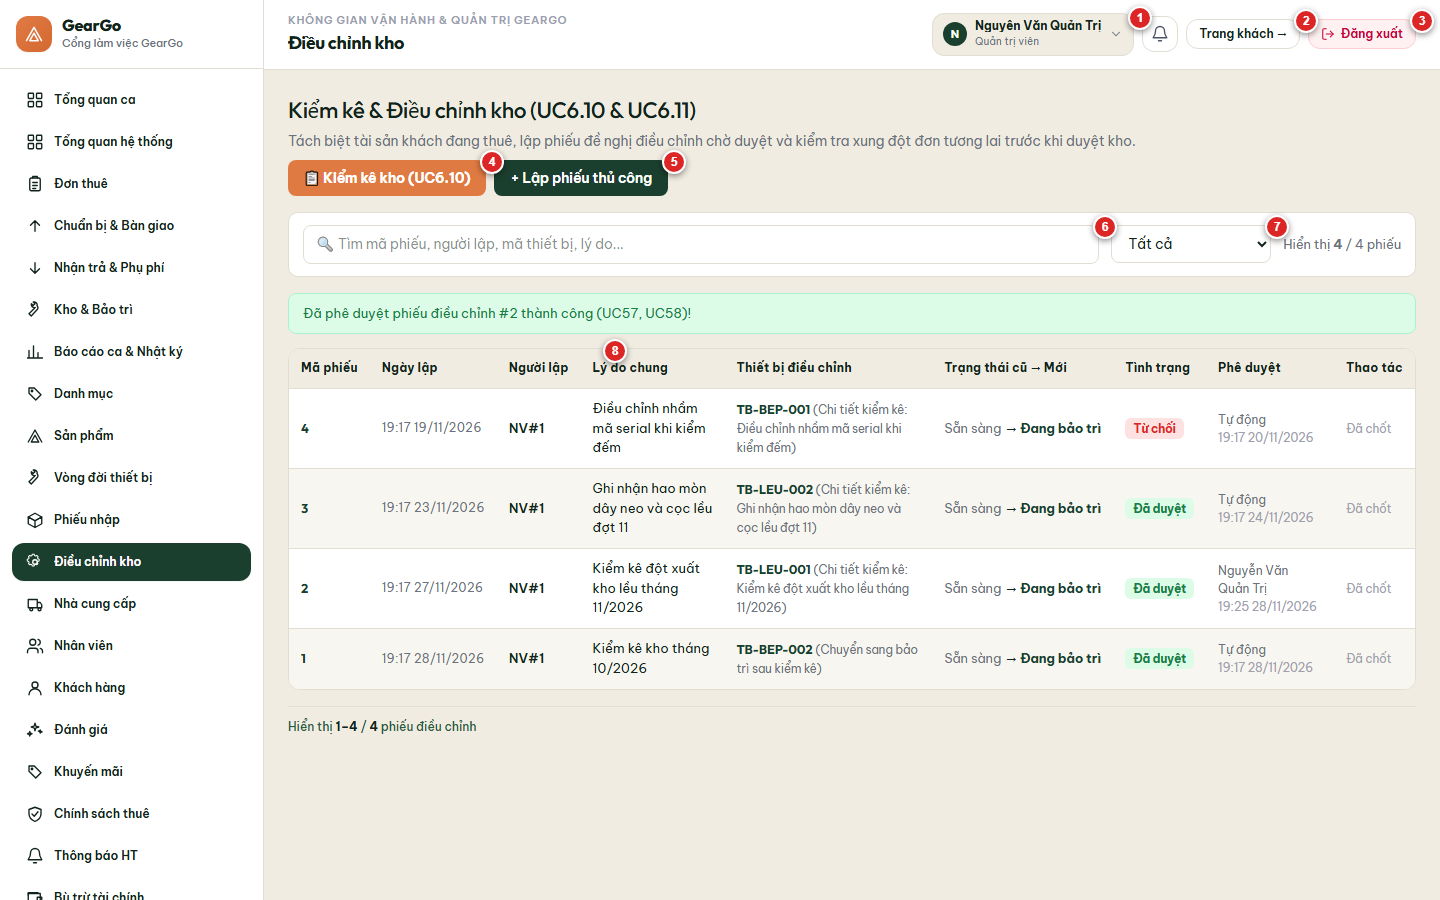 GearGo
Cổng làm việc GearGo
KHÔNG GIAN VẬN HÀNH & QUẢN TRỊ GEARGO
Điều chỉnh kho
N
Nguyễn Văn Quản Trị
Quản trị viên
1
Trang khách →
2
Đăng xuất
3
Tổng quan ca
Tổng quan hệ thống
Đơn thuê
Chuẩn bị & Bàn giao
Nhận trả & Phụ phí
Kho & Bảo trì
Báo cáo ca & Nhật ký
Danh mục
Sản phẩm
Vòng đời thiết bị
Phiếu nhập
Điều chỉnh kho
Nhà cung cấp
Nhân viên
Khách hàng
Đánh giá
Khuyến mãi
Chính sách thuê
Thông báo HT
Bù trừ tài chính
Kiểm kê & Điều chỉnh kho (UC6.10 & UC6.11)
Tách biệt tài sản khách đang thuê, lập phiếu đề nghị điều chỉnh chờ duyệt và kiểm tra xung đột đơn tương lai trước khi duyệt kho.
Kiểm kê kho (UC6.10)
4
+ Lập phiếu thủ công
5
Tìm mã phiếu, người lập, mã thiết bị, lý do...
6
Tất cả
7
Hiển thị 4 / 4 phiếu
Đã phê duyệt phiếu điều chỉnh #2 thành công (UC57, UC58)!
8
Mã phiếu Ngày lập Người lập Lý do chung Thiết bị điều chỉnh Trạng thái cũ → Mới Tình trạng Phê duyệt Thao tác
4
19:17 19/11/2026
NV#1
Điều chỉnh nhầm
mã serial khi kiểm
đếm
TB-BEP-001 (Chi tiết kiểm kê:
Điều chỉnh nhầm mã serial khi
kiểm đếm)
Sẵn sàng → Đang bảo trì
Từ chối
Tự động
19:17 20/11/2026
Đã chốt
3
19:17 23/11/2026
NV#1
Ghi nhận hao mòn
dây neo và cọc lều
đợt 11
TB-LEU-002 (Chi tiết kiểm kê:
Ghi nhận hao mòn dây neo và
cọc lều đợt 11)
Sẵn sàng → Đang bảo trì
Đã duyệt
Tự động
19:17 24/11/2026
Đã chốt
2
19:17 27/11/2026
NV#1
Kiểm kê đột xuất
kho lều tháng
11/2026
TB-LEU-001 (Chi tiết kiểm kê:
Kiểm kê đột xuất kho lều tháng
11/2026)
Sẵn sàng → Đang bảo trì
Đã duyệt
Nguyễn Văn
Quản Trị
19:25 28/11/2026
Đã chốt
1
19:17 28/11/2026
NV#1
Kiểm kê kho tháng
10/2026
TB-BEP-002 (Chuyển sang bảo
trì sau kiểm kê)
Sẵn sàng → Đang bảo trì
Đã duyệt
Tự động
19:17 28/11/2026
Đã chốt
Hiển thị 1–4 / 4 phiếu điều chỉnh